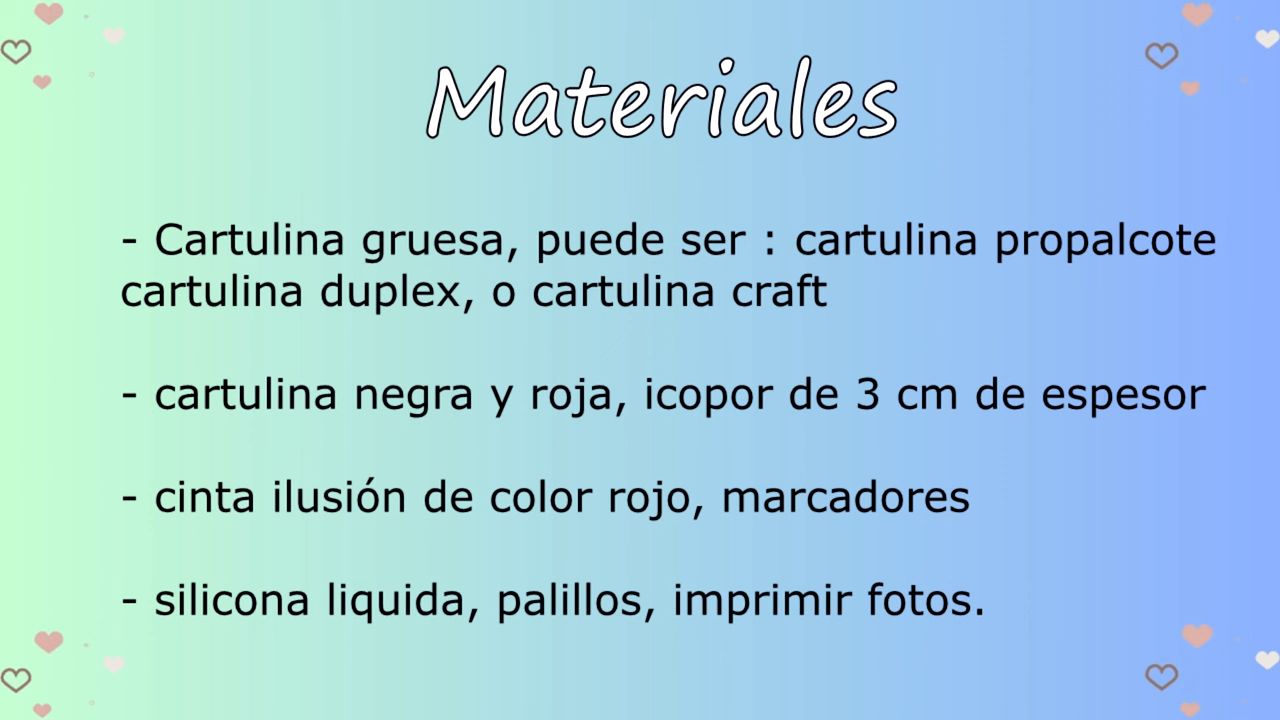 Materiales
- Cartulina gruesa, puede ser : cartulina propalcote
cartulina duplex, o cartulina craft
- cartulina negra y roja, icopor de 3 cm de espesor
- cinta ilusión de color rojo, marcadores
- silicona liquida, palillos, imprimir fotos.